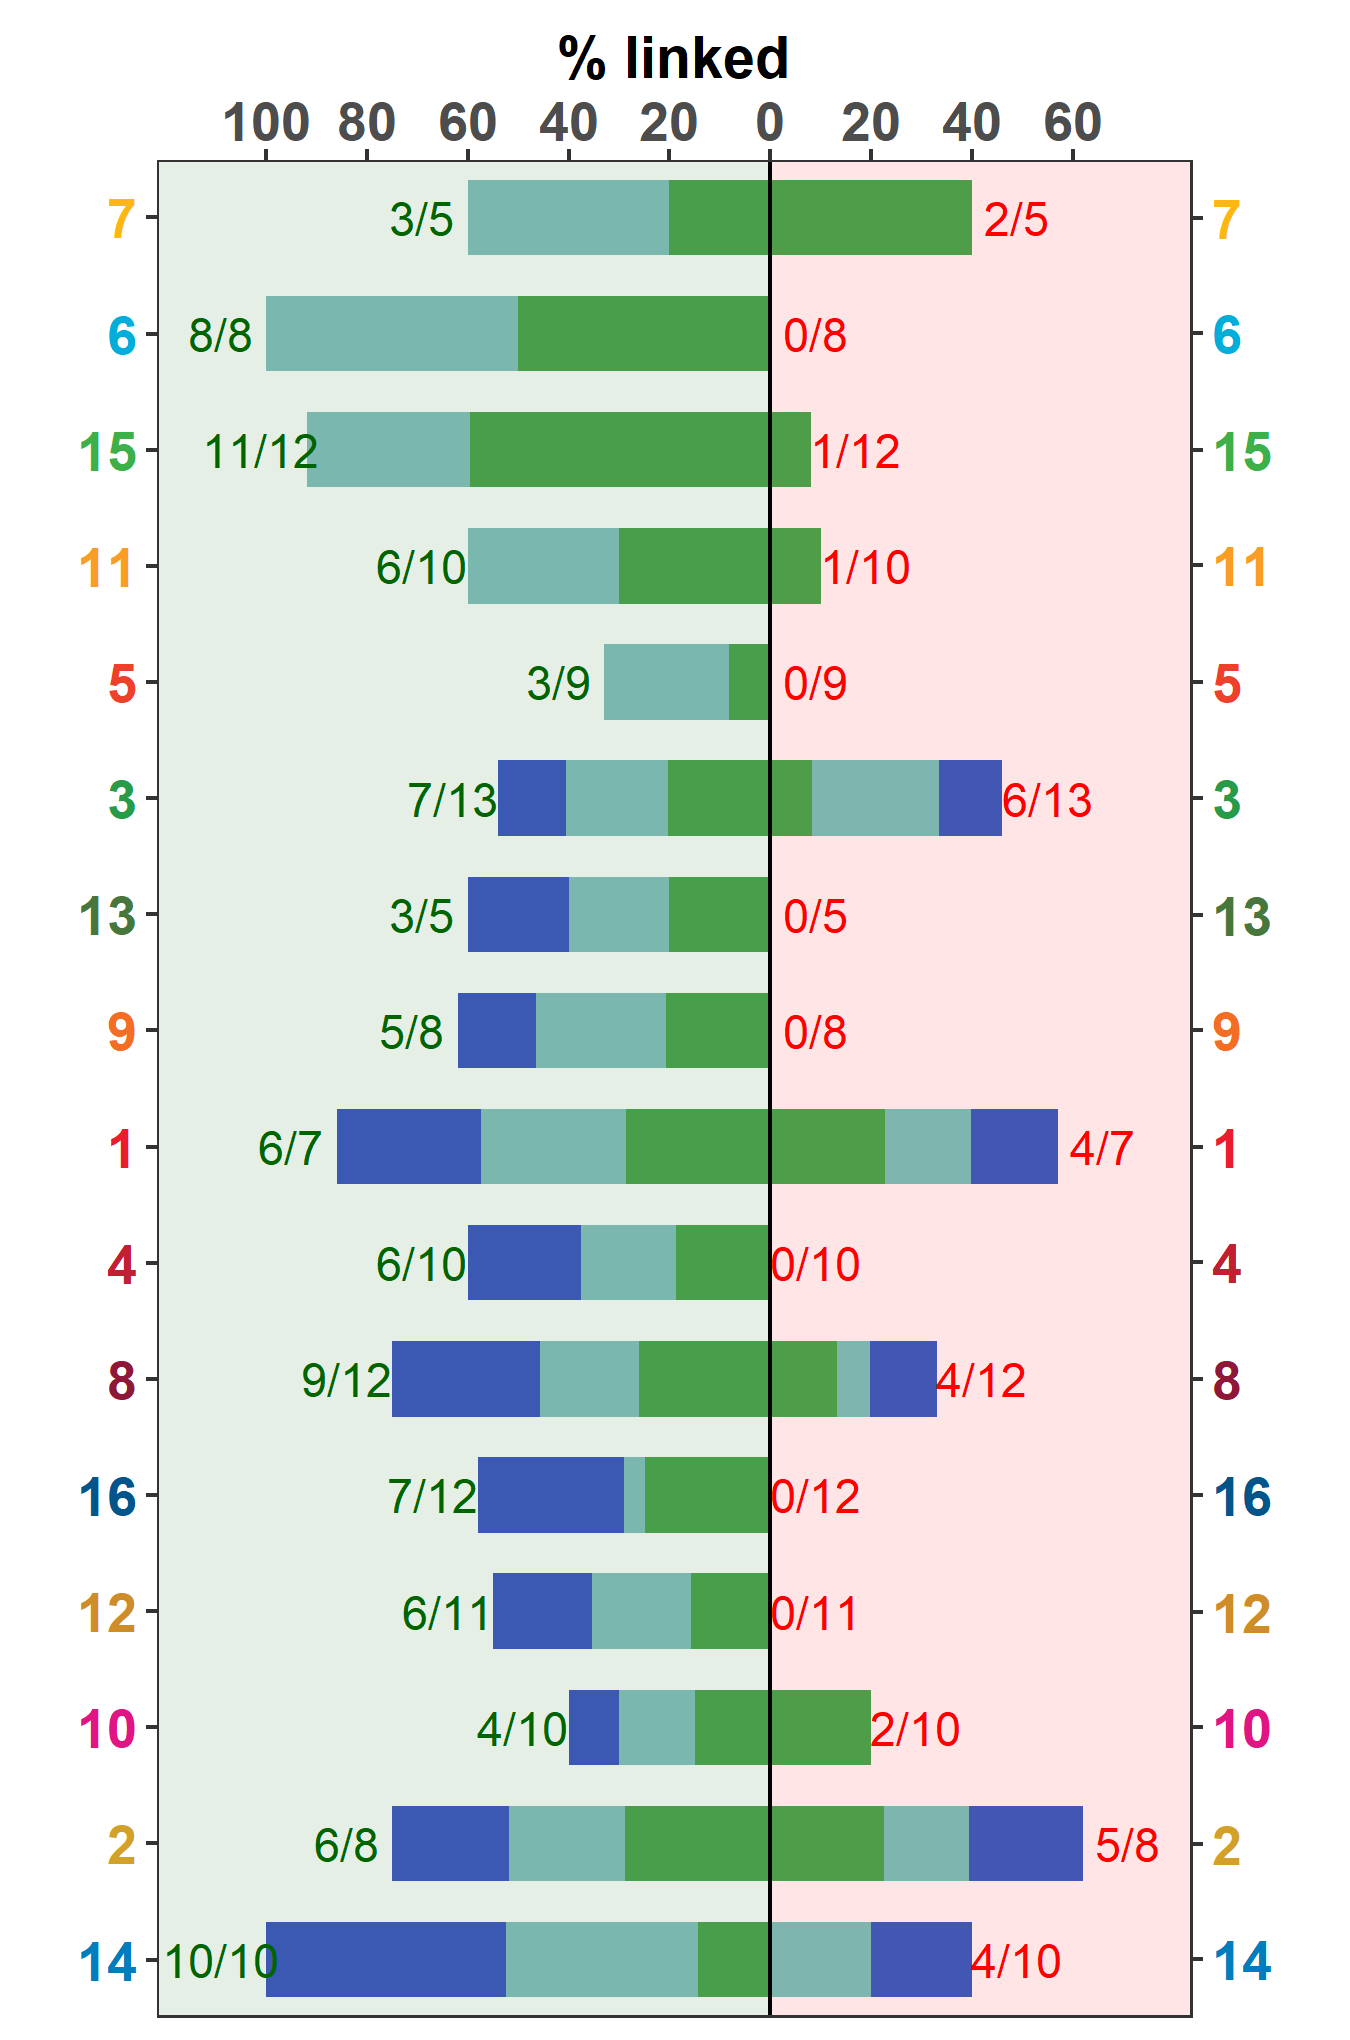 % linked
100 80 60 40 20 0 20 40 60
7 3/5 2/5 7
6 8/8 0/8 6
15 11/12 1/12 15
11 6/10 1/10 11
5 3/9 0/9 5
3 7/13 6/13 3
13 3/5 0/5 13
9 5/8 0/8 9
1 6/7 4/7 1
4 6/10 0/10 4
8 9/12 4/12 8
16 7/12 0/12 16
12 6/11 0/11 12
10 4/10 2/10 10
2 6/8 5/8 2
14 10/10 4/10 14